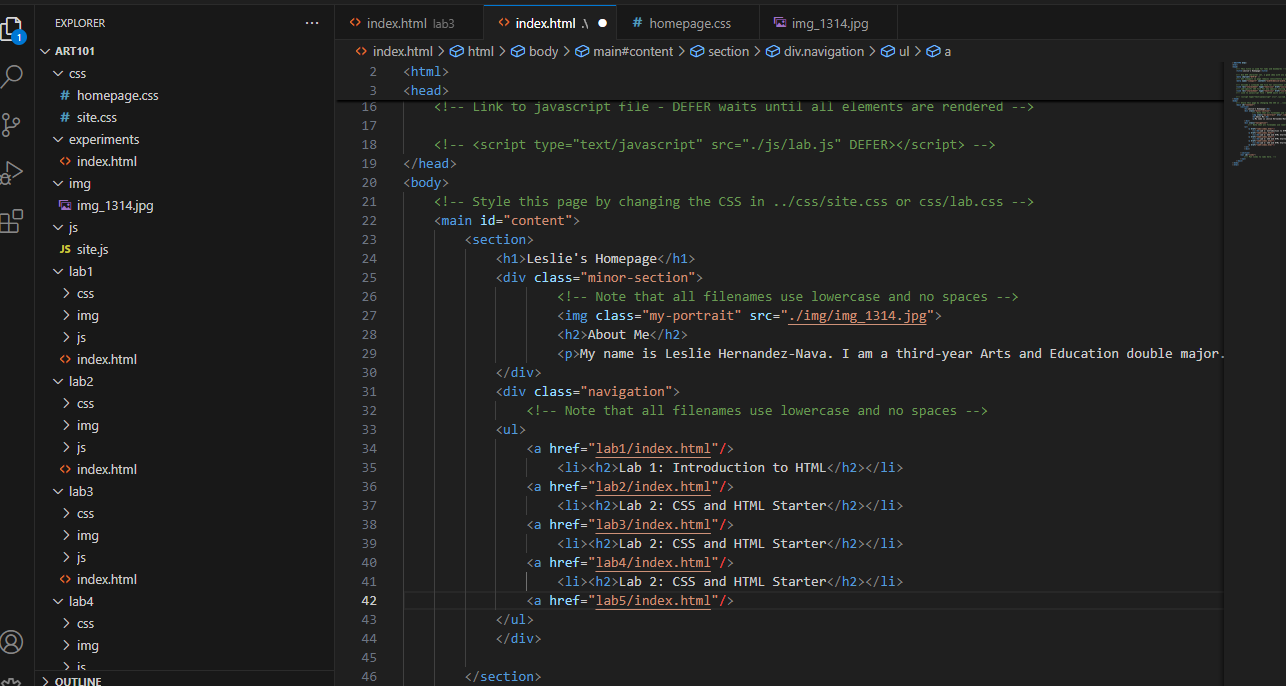 EXPLORER ...
1
ART101
css
# homepage.css
# site.css
experiments
<> index.html
img
img_1314.jpg
js
JS site.js
lab1
css
img
js
<> index.html
lab2
css
img
js
<> index.html
lab3
css
img
js
<> index.html
lab4
css
img
js
OUTLINE
<> index.html lab3
<> index.html .\ ●
# homepage.css
img_1314.jpg
<> index.html > html > body > main#content > section > div.navigation > ul > a
2 <html>
3 <head>
16 <!-- Link to javascript file - DEFER waits until all elements are rendered -->
17
18 <!-- <script type="text/javascript" src="./js/lab.js" DEFER></script> -->
19 </head>
20 <body>
21 <!-- Style this page by changing the CSS in ../css/site.css or css/lab.css -->
22 <main id="content">
23 <section>
24 <h1>Leslie's Homepage</h1>
25 <div class="minor-section">
26 <!-- Note that all filenames use lowercase and no spaces -->
27 <img class="my-portrait" src="./img/img_1314.jpg">
28 <h2>About Me</h2>
29 <p>My name is Leslie Hernandez-Nava. I am a third-year Arts and Education double major.
30 </div>
31 <div class="navigation">
32 <!-- Note that all filenames use lowercase and no spaces -->
33 <ul>
34 <a href="lab1/index.html"/>
35 <li><h2>Lab 1: Introduction to HTML</h2></li>
36 <a href="lab2/index.html"/>
37 <li><h2>Lab 2: CSS and HTML Starter</h2></li>
38 <a href="lab3/index.html"/>
39 <li><h2>Lab 2: CSS and HTML Starter</h2></li>
40 <a href="lab4/index.html"/>
41 <li><h2>Lab 2: CSS and HTML Starter</h2></li>
42 <a href="lab5/index.html"/>
43 </ul>
44 </div>
45
46 </section>